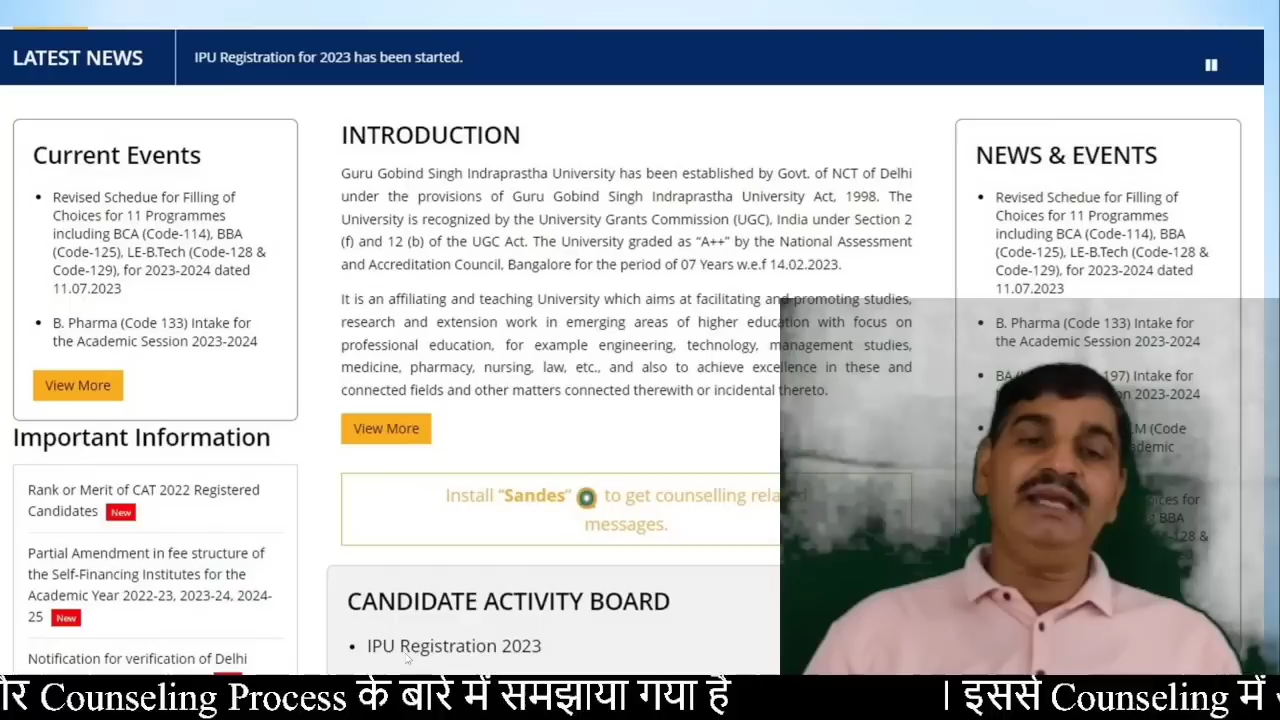 LATEST NEWS
IPU Registration for 2023 has been started.
Current Events
Revised Schedue for Filling of
Choices for 11 Programmes
including BCA (Code-114), BBA
(Code-125), LE-B.Tech (Code-128 &
Code-129), for 2023-2024 dated
11.07.2023
B. Pharma (Code 133) Intake for
the Academic Session 2023-2024
View More
Important Information
Rank or Merit of CAT 2022 Registered
Candidates New
Partial Amendment in fee structure of
the Self-Financing Institutes for the
Academic Year 2022-23, 2023-24, 2024-
25 New
Notification for verification of Delhi
INTRODUCTION
Guru Gobind Singh Indraprastha University has been established by Govt. of NCT of Delhi
under the provisions of Guru Gobind Singh Indraprastha University Act, 1998. The
University is recognized by the University Grants Commission (UGC), India under Section 2
(f) and 12 (b) of the UGC Act. The University graded as “A++” by the National Assessment
and Accreditation Council, Bangalore for the period of 07 Years w.e.f 14.02.2023.
It is an affiliating and teaching University which aims at facilitating and promoting studies,
research and extension work in emerging areas of higher education with focus on
professional education, for example engineering, technology, management studies,
medicine, pharmacy, nursing, law, etc., and also to achieve excellence in these and
connected fields and other matters connected therewith or incidental thereto.
View More
Install “Sandes” to get counselling related
messages.
CANDIDATE ACTIVITY BOARD
IPU Registration 2023
NEWS & EVENTS
Revised Schedue for Filling of
Choices for 11 Programmes
including BCA (Code-114), BBA
(Code-125), LE-B.Tech (Code-128 &
Code-129), for 2023-2024 dated
11.07.2023
B. Pharma (Code 133) Intake for
the Academic Session 2023-2024
197) Intake for
2023-2024
(Code
for
BBA
128 &
Counseling Process के बारे में समझाया गया है । इससे Counseling में